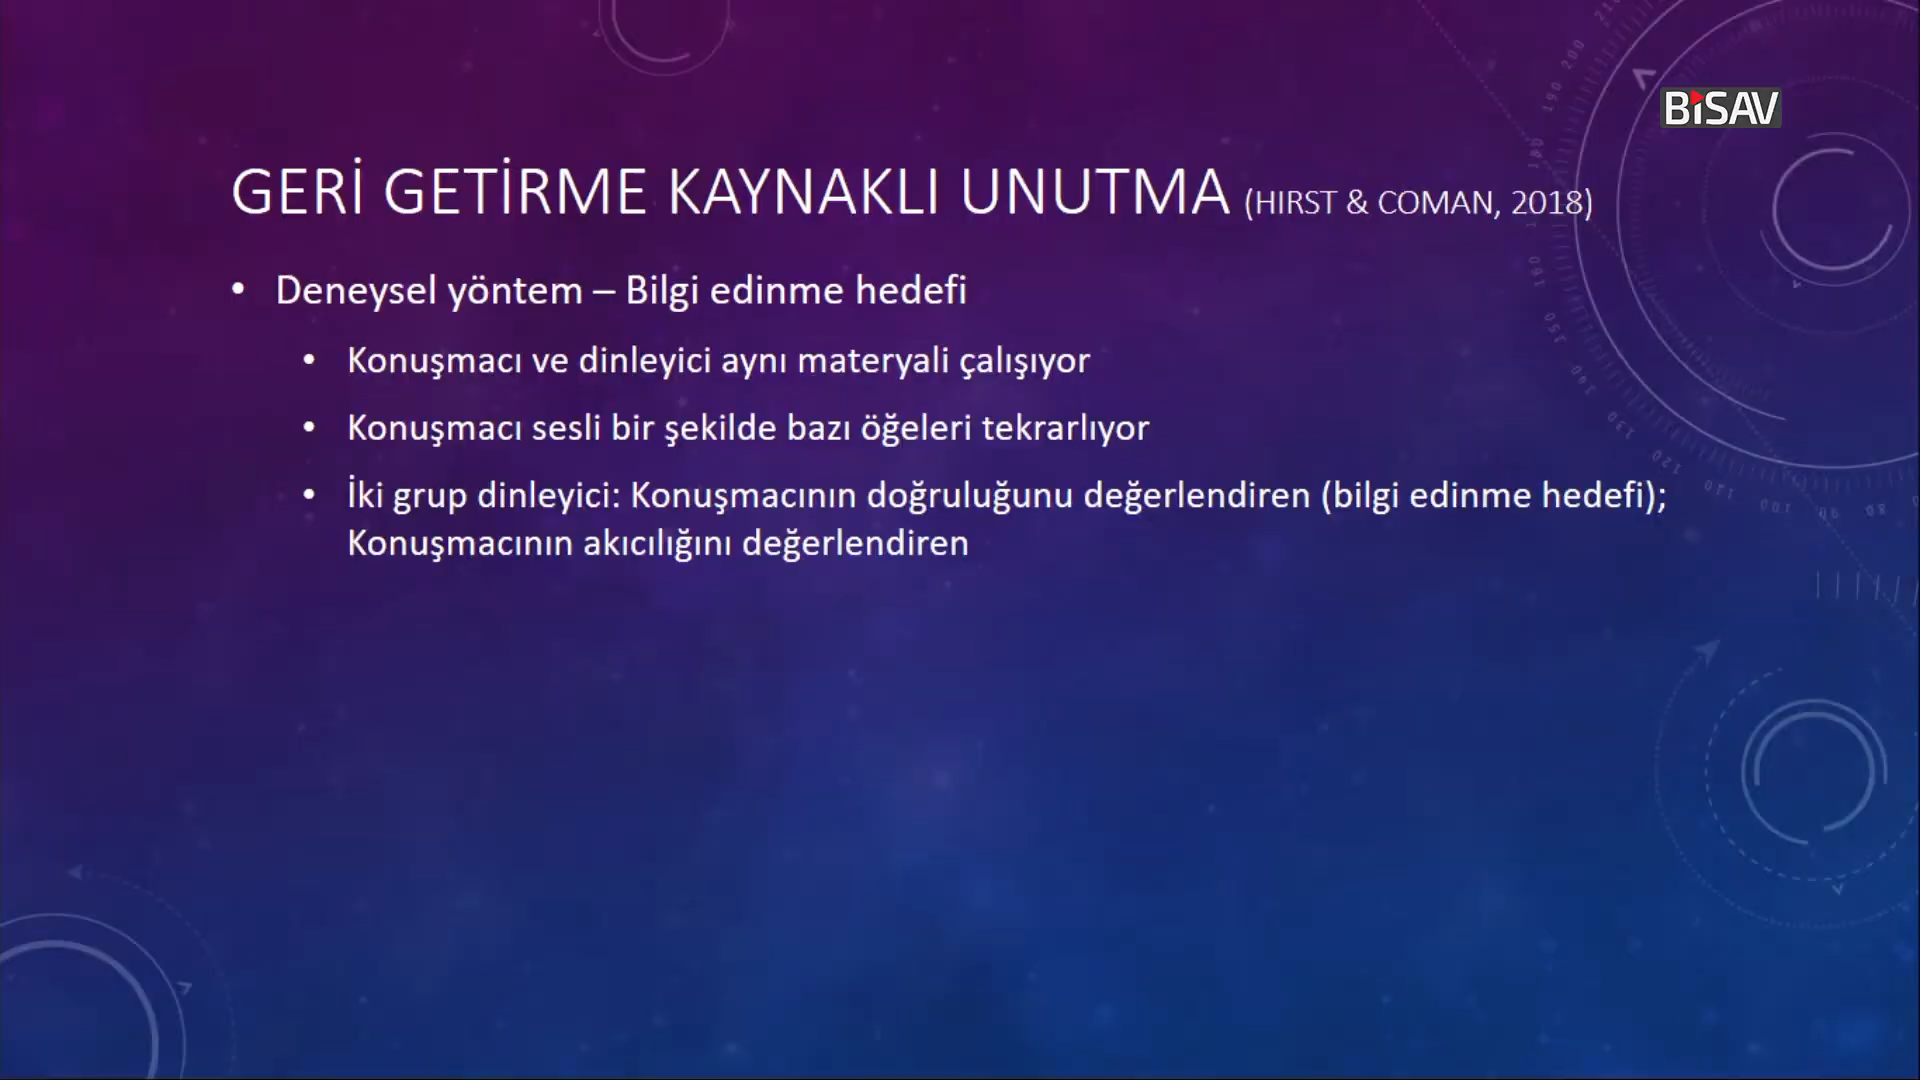 BİSAV
GERİ GETİRME KAYNAKLI UNUTMA (HIRST & COMAN, 2018)
• Deneysel yöntem – Bilgi edinme hedefi
• Konuşmacı ve dinleyici aynı materyali çalışıyor
• Konuşmacı sesli bir şekilde bazı öğeleri tekrarlıyor
• İki grup dinleyici: Konuşmacının doğruluğunu değerlendiren (bilgi edinme hedefi);
Konuşmacının akıcılığını değerlendiren